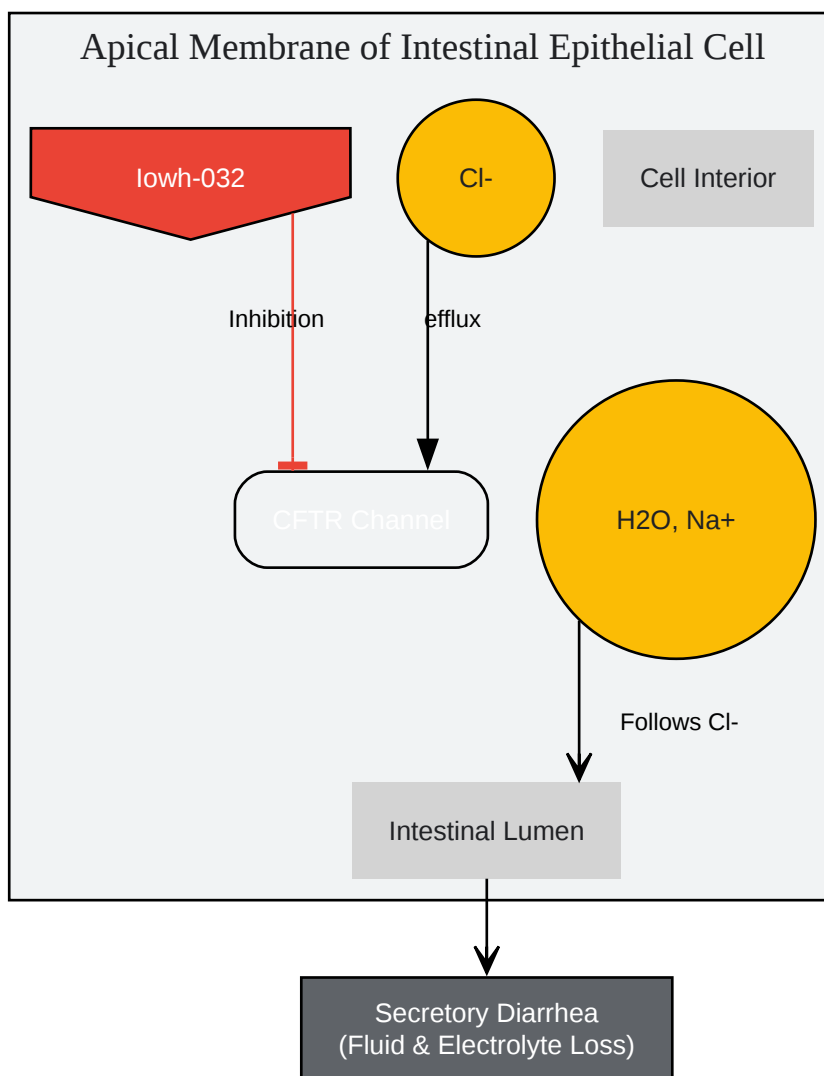 Apical Membrane of Intestinal Epithelial Cell
Iowh-032
Cl-
Cell Interior
Inhibition
efflux
CFTR Channel
H2O, Na+
Follows Cl-
Intestinal Lumen
Secretory Diarrhea
(Fluid & Electrolyte Loss)